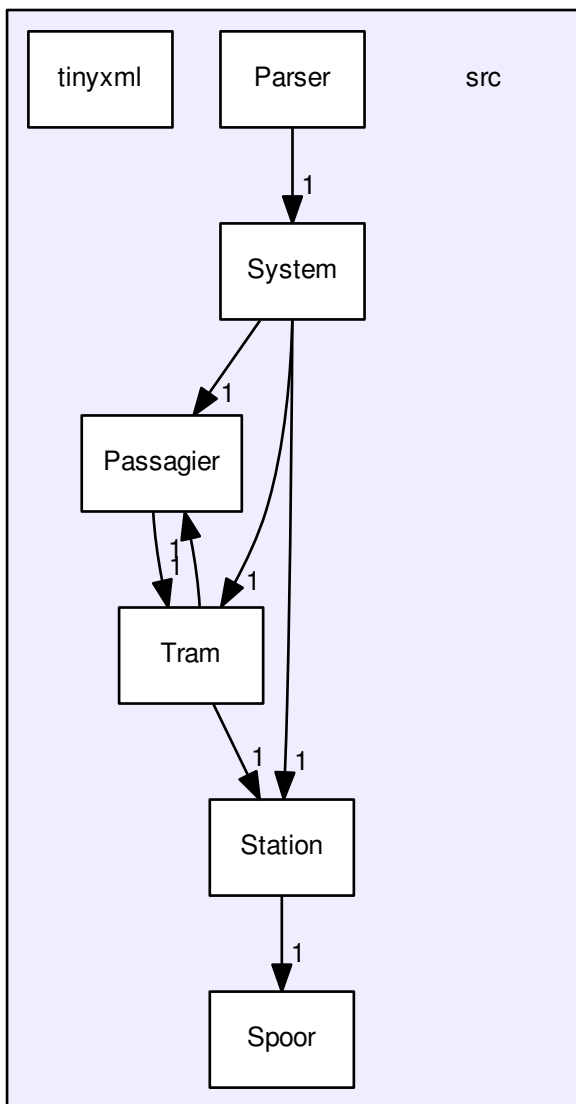 tinyxml
Parser
src
1
System
1
Passagier
1
1
1
Tram
1
1
Station
1
Spoor